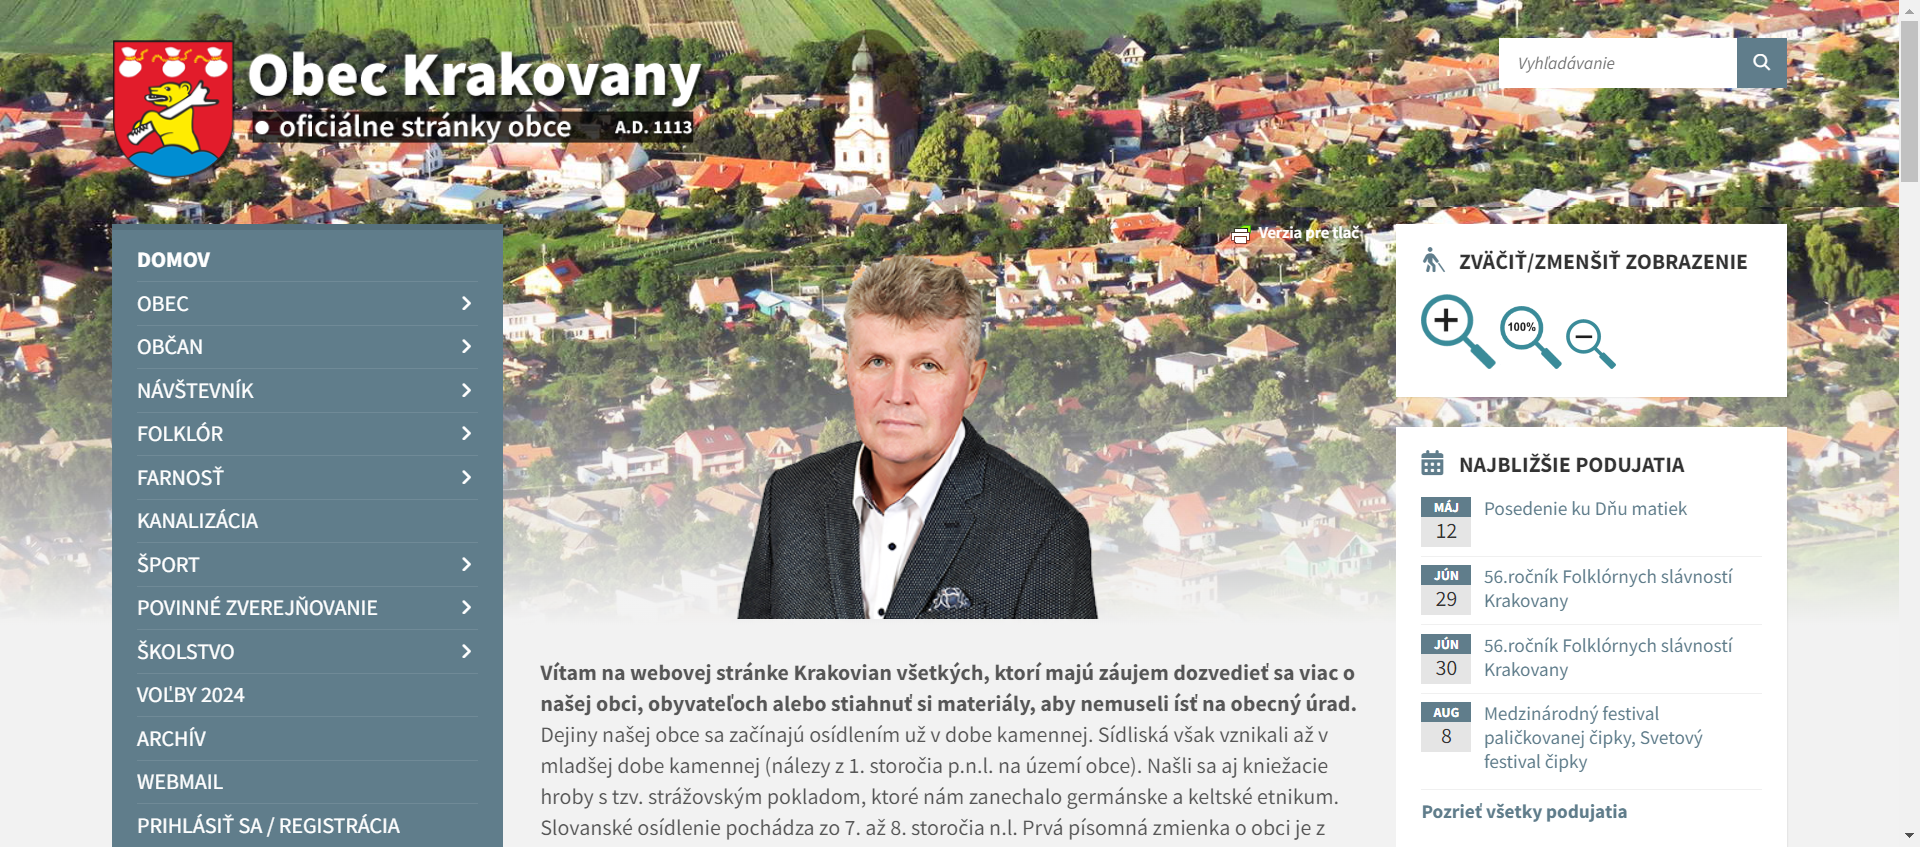 Obec Krakovany
oficiálne stránky obce A.D. 1113
Vyhľadávanie
DOMOV
OBEC
OBČAN
NÁVŠTEVNÍK
FOLKLÓR
FARNOSŤ
KANALIZÁCIA
ŠPORT
POVINNÉ ZVEREJŇOVANIE
ŠKOLSTVO
VOĽBY 2024
ARCHÍV
WEBMAIL
PRIHLÁSIŤ SA / REGISTRÁCIA
Verzia pre tlač
Vítam na webovej stránke Krakovian všetkých, ktorí majú záujem dozvedieť sa viac o
našej obci, obyvateľoch alebo stiahnuť si materiály, aby nemuseli ísť na obecný úrad.
Dejiny našej obce sa začínajú osídlením už v dobe kamennej. Sídliská však vznikali až v
mladšej dobe kamennej (nálezy z 1. storočia p.n.l. na území obce). Našli sa aj kniežacie
hroby s tzv. strážovským pokladom, ktoré nám zanechalo germánske a keltské etnikum.
Slovanské osídlenie pochádza zo 7. až 8. storočia n.l. Prvá písomná zmienka o obci je z
ZVÄČIŤ/ZMENŠIŤ ZOBRAZENIE
100%
NAJBLIŽŠIE PODUJATIA
MÁJ
12
Posedenie ku Dňu matiek
JÚN
29
56.ročník Folklórnych slávností
Krakovany
JÚN
30
56.ročník Folklórnych slávností
Krakovany
AUG
8
Medzinárodný festival
paličkovanej čipky, Svetový
festival čipky
Pozrieť všetky podujatia